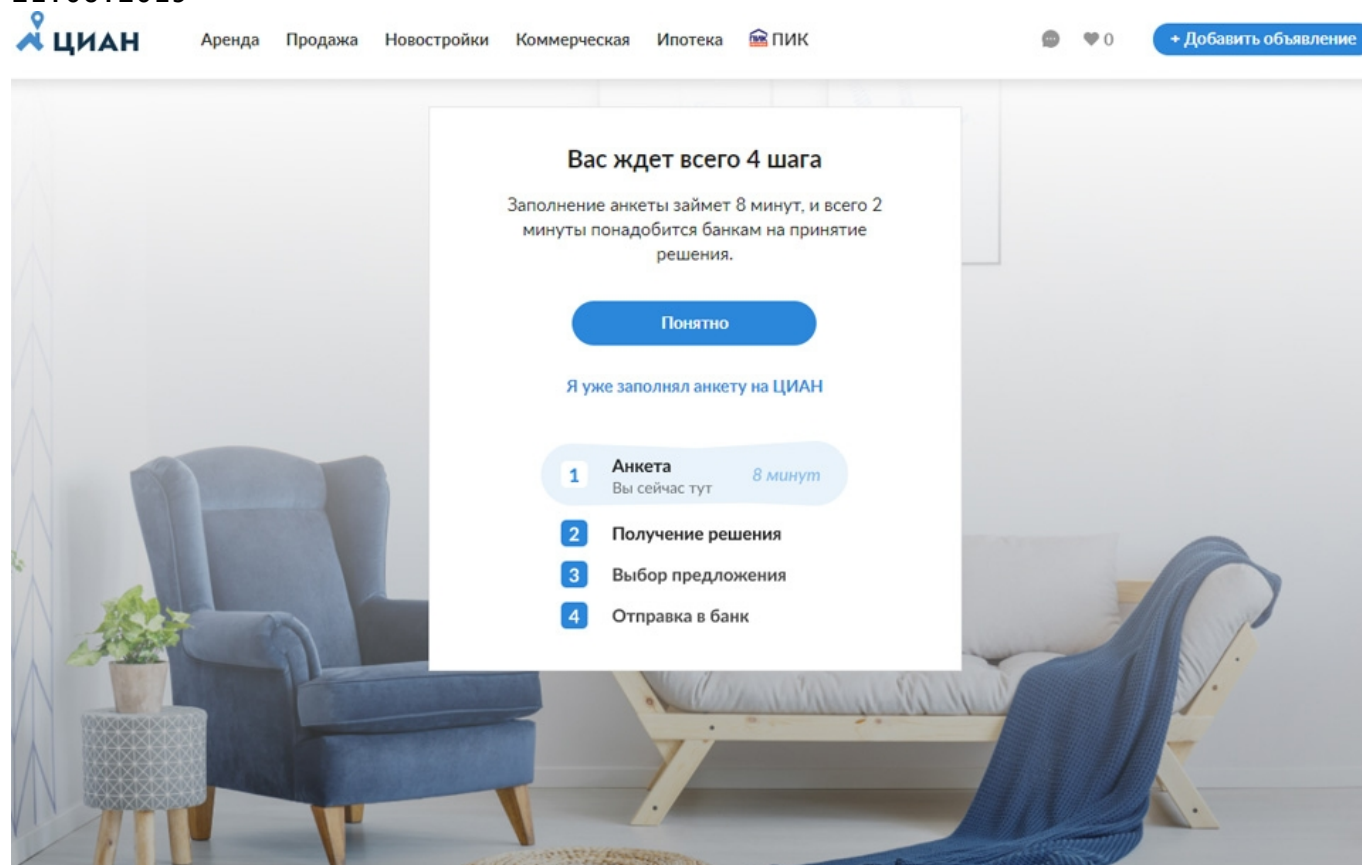 ЦИАН
Аренда Продажа Новостройки Коммерческая Ипотека ПИК 0 + Добавить объявление
Вас ждет всего 4 шага
Заполнение анкеты займет 8 минут, и всего 2
минуты понадобится банкам на принятие
решения.
Понятно
Я уже заполнял анкету на ЦИАН
1 Анкета 8 минут
Вы сейчас тут
2 Получение решения
3 Выбор предложения
4 Отправка в банк